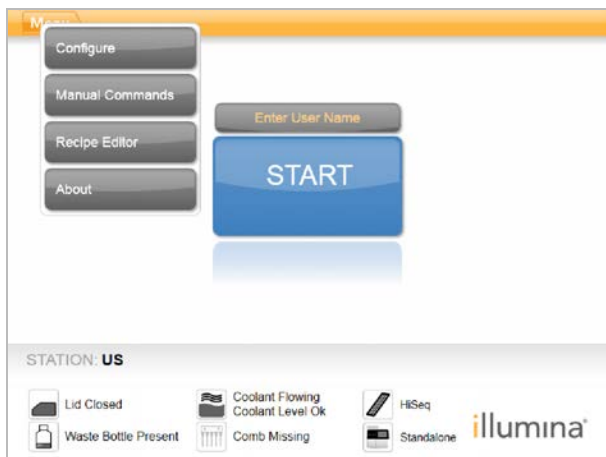 Menu
Configure
Manual Commands
Recipe Editor
About
Enter User Name
START
STATION: US
Lid Closed
Waste Bottle Present
Coolant Flowing
Coolant Level Ok
Comb Missing
HiSeq
Standalone
illumina